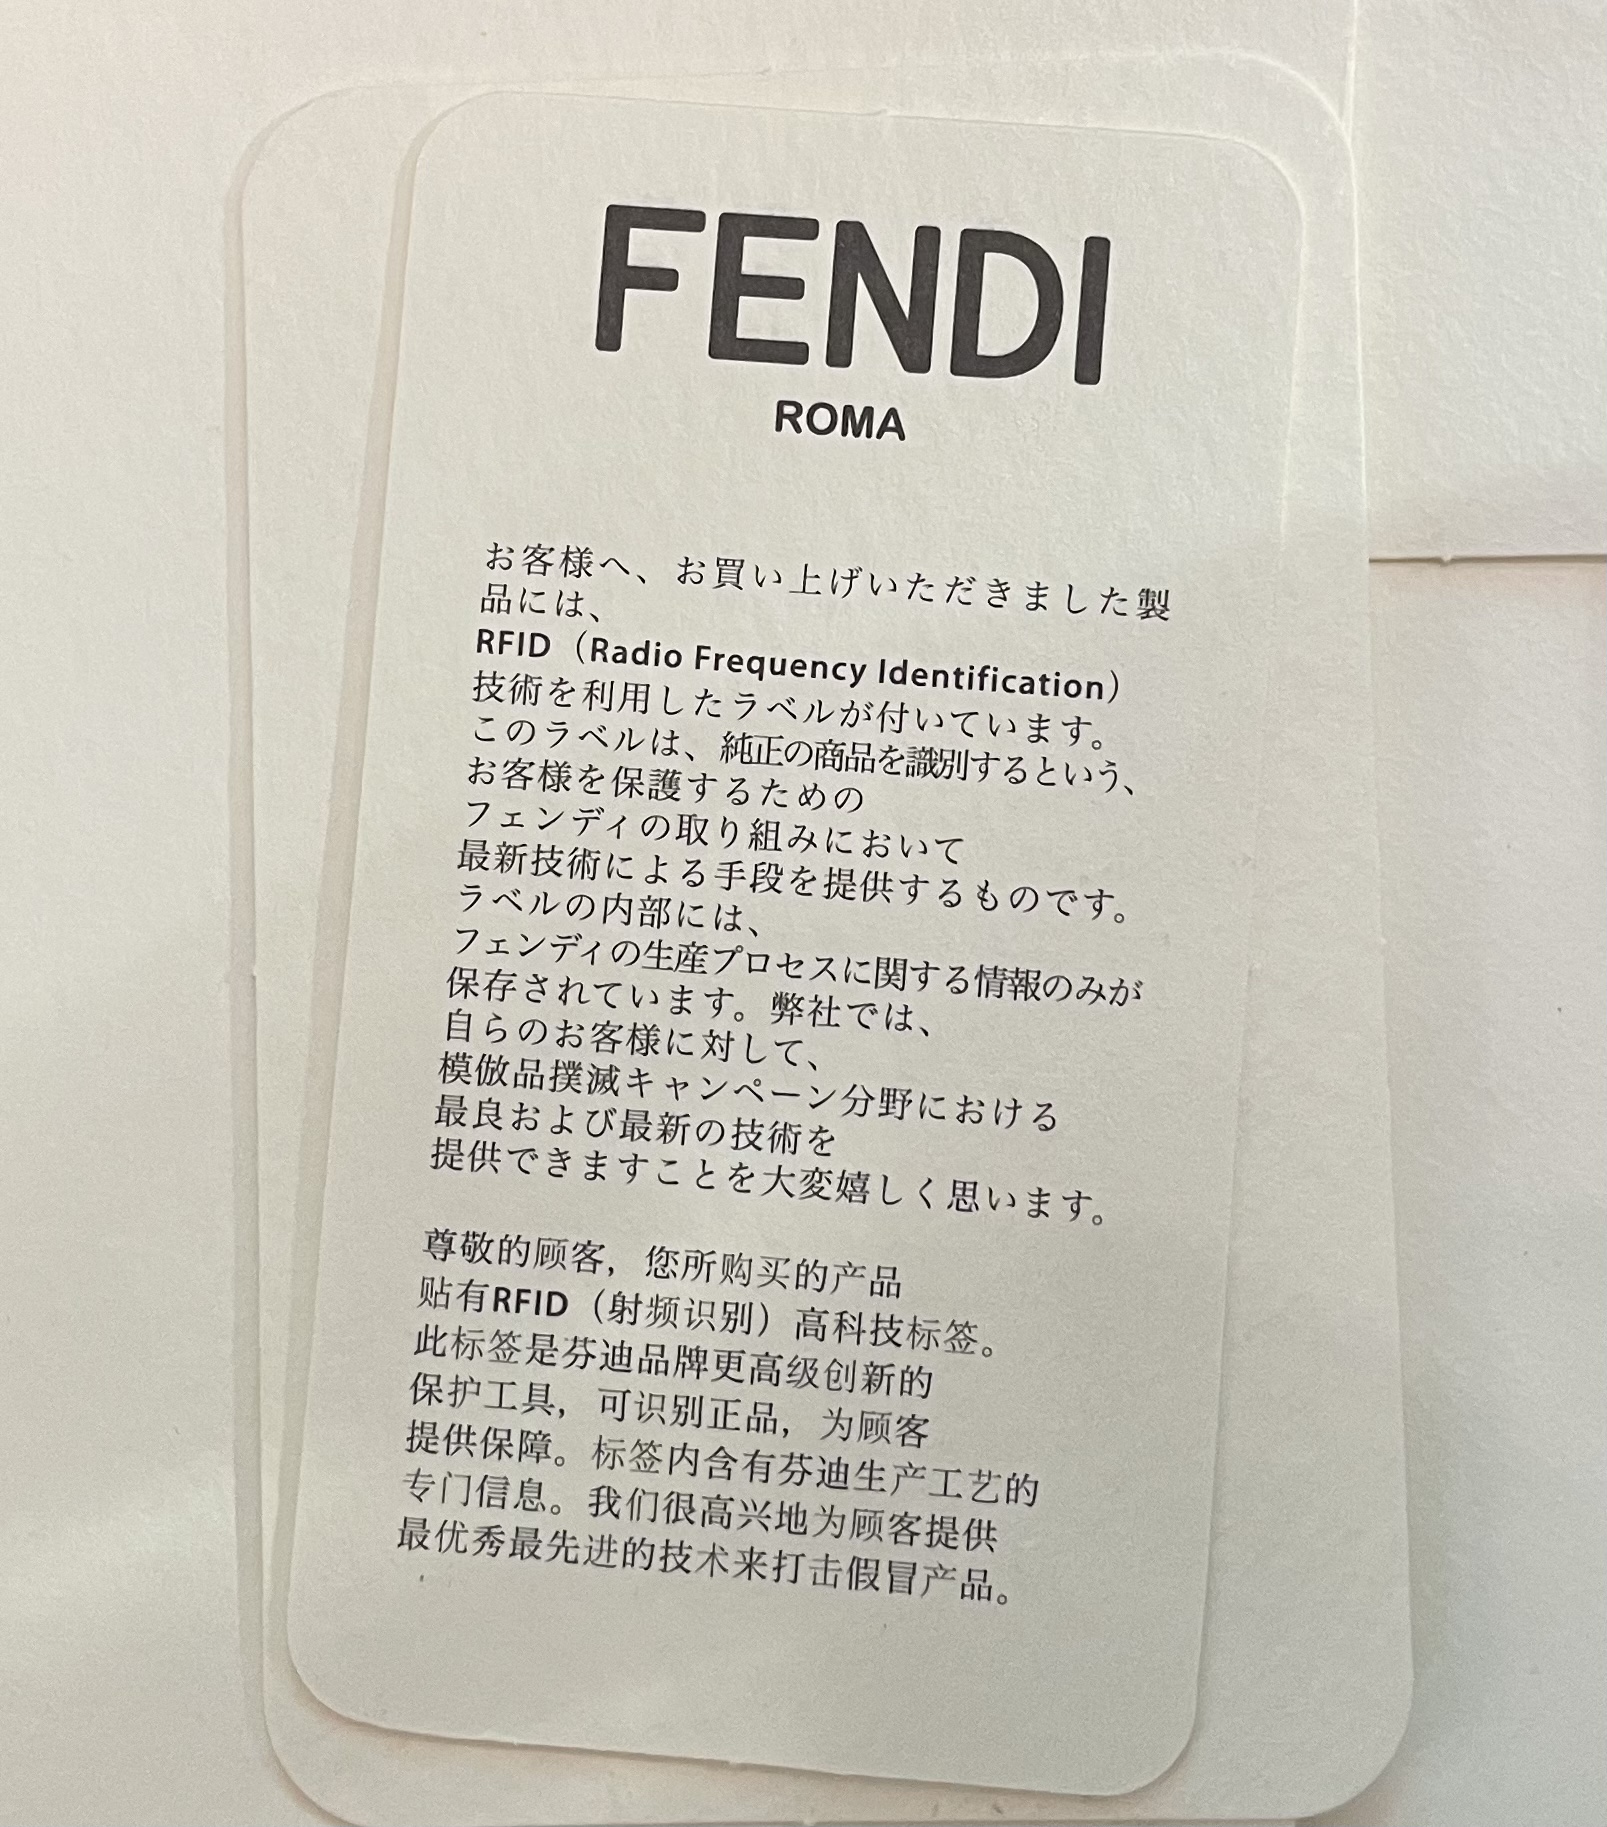 FENDI
ROMA
お客様へ、お買い上げいただきました製
品には、
RFID（Radio Frequency Identification）
技術を利用したラベルが付いています。
このラベルは、純正の商品を識別するという、
お客様を保護するための
フェンディの取り組みにおいて
最新技術による手段を提供するものです。
ラベルの内部には、
フェンディの生産プロセスに関する情報のみが
保存されています。弊社では、
自らのお客様に対して、
模倣品撲滅キャンペーン分野における
最良および最新の技術を
提供できますことを大変嬉しく思います。
尊敬的顾客，您所购买的产品
贴有RFID（射频识别）高科技标签。
此标签是芬迪品牌更高级创新的
保护工具，可识别正品，为顾客
提供保障。标签内含有芬迪生产工艺的
专门信息。我们很高兴地为顾客提供
最优秀最先进的技术来打击假冒产品。